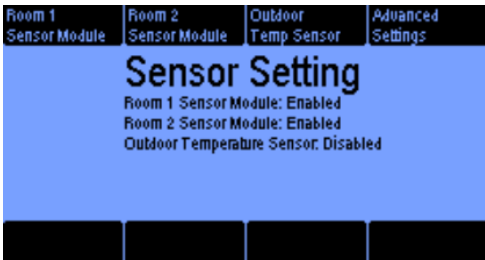 Room 1
Sensor Module
Room 2
Sensor Module
Outdoor
Temp Sensor
Advanced
Settings
Sensor Setting
Room 1 Sensor Module: Enabled
Room 2 Sensor Module: Enabled
Outdoor Temperature Sensor: Disabled